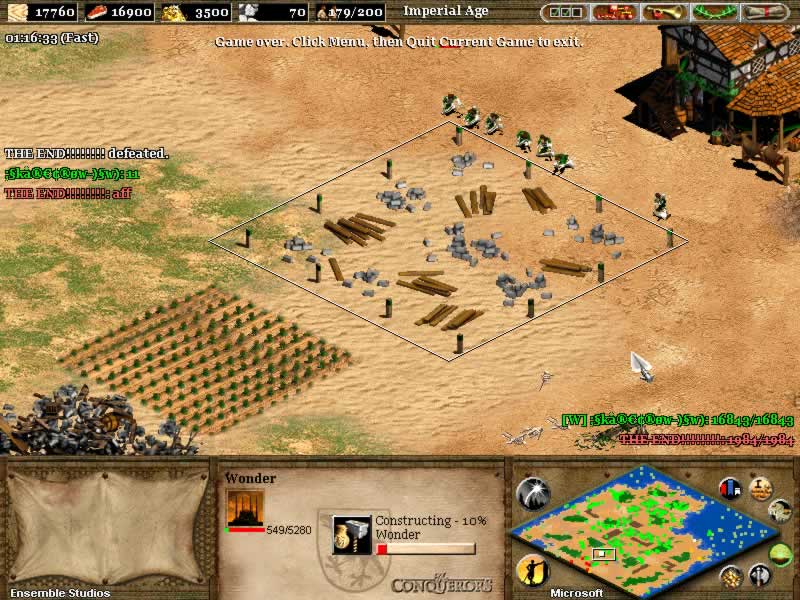 17760 16900 3500 70 179/200 Imperial Age
01:16:33 (Fast)
Game over. Click Menu, then Quit Current Game to exit.
THE END!!!!!!!! defeated.
11
THE END!!!!!!!!: aff
[W] 16843/16843
THE END!!!!!!!!: 1984/1984
Wonder
549/5280
Constructing - 10%
Wonder
CONQUERORS
Ensemble Studios
Microsoft